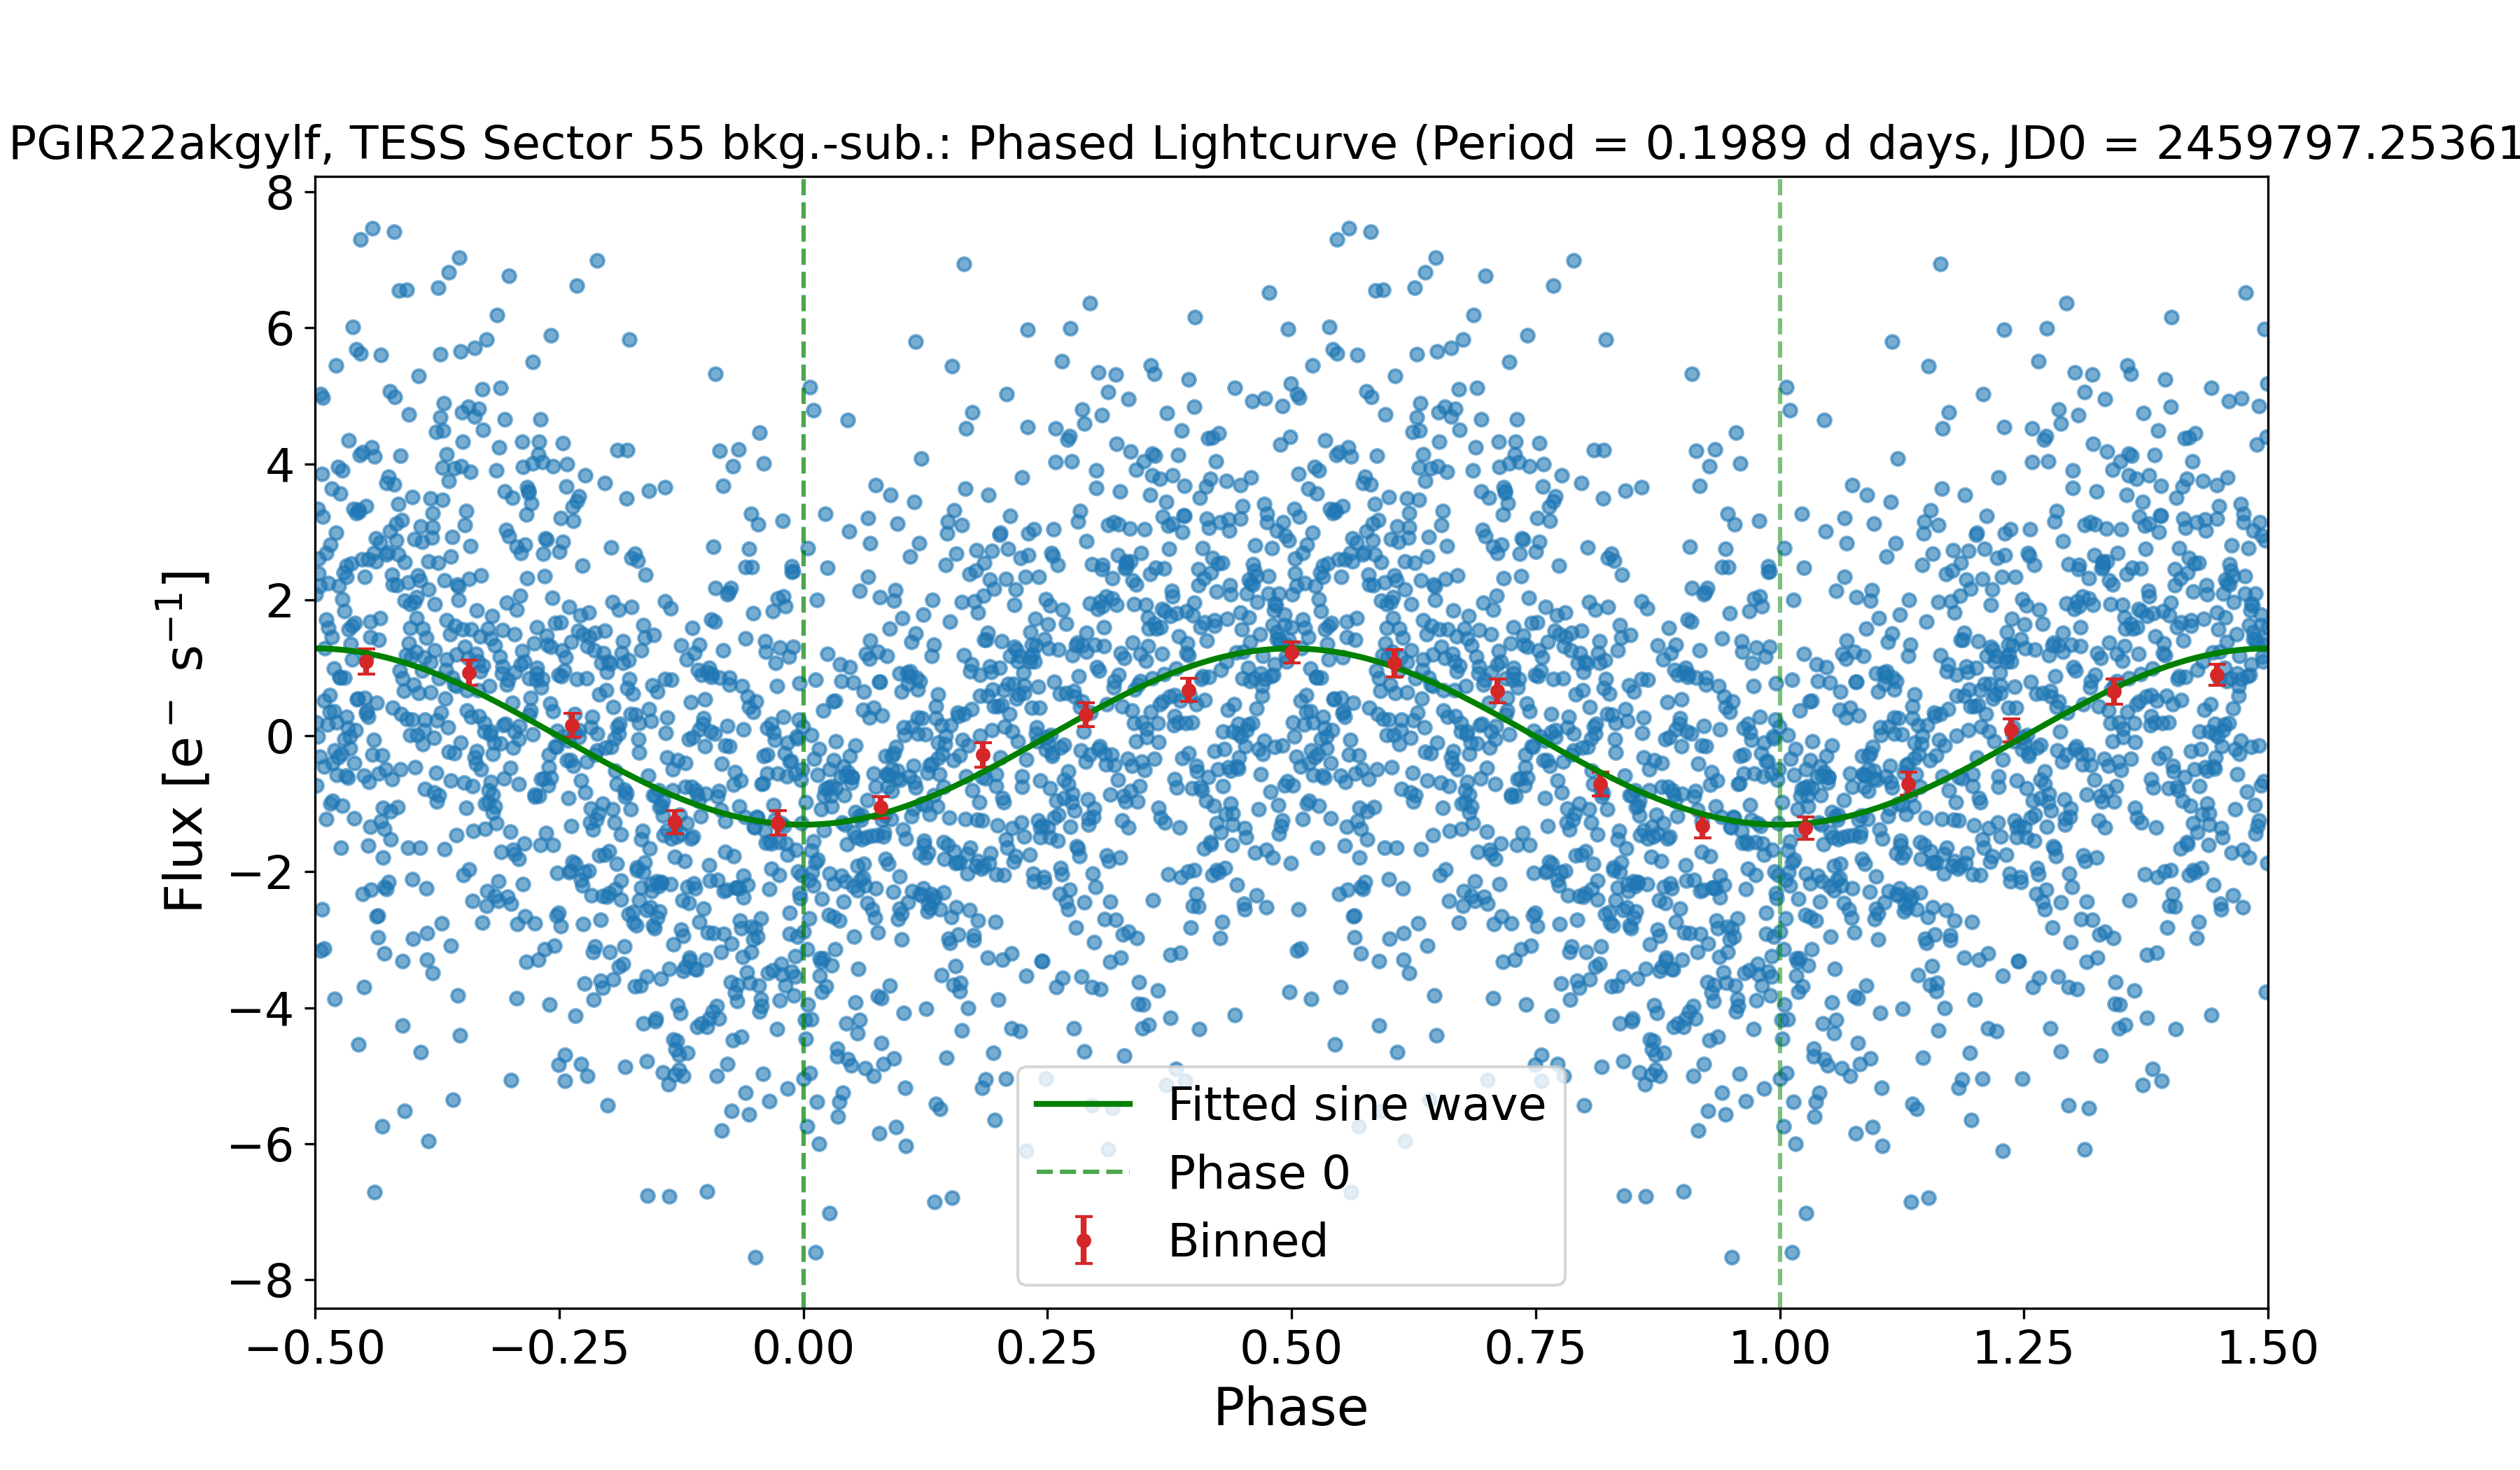 PGIR22akgylf, TESS Sector 55 bkg.-sub.: Phased Lightcurve (Period = 0.1989 d days, JD0 = 2459797.25361
8
6
4
2
0
−2
−4
−6
−8
Flux [e⁻ s⁻¹]
Fitted sine wave
Phase 0
Binned
−0.50 −0.25 0.00 0.25 0.50 0.75 1.00 1.25 1.50
Phase